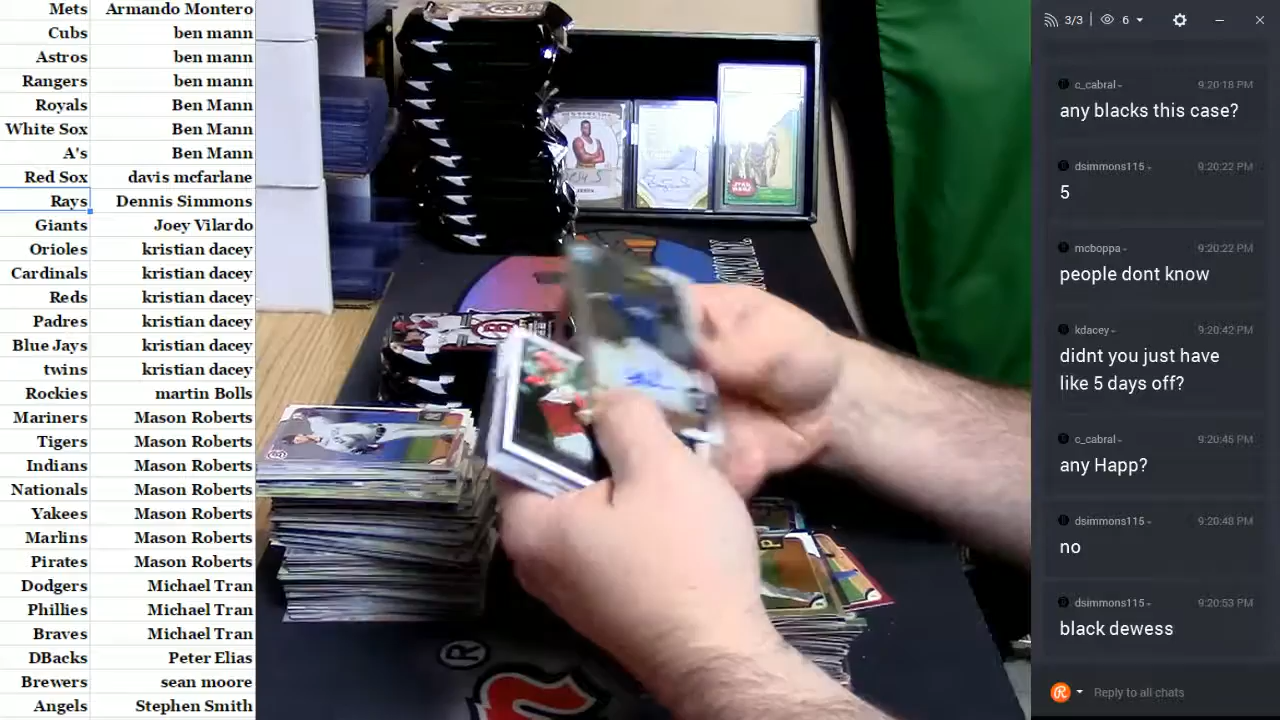 Mets Armando Montero
Cubs ben mann
Astros ben mann
Rangers ben mann
Royals Ben Mann
White Sox Ben Mann
A's Ben Mann
Red Sox davis mcfarlane
Rays Dennis Simmons
Giants Joey Vilardo
Orioles kristian dacey
Cardinals kristian dacey
Reds kristian dacey
Padres kristian dacey
Blue Jays kristian dacey
twins kristian dacey
Rockies martin Bolls
Mariners Mason Roberts
Tigers Mason Roberts
Indians Mason Roberts
Nationals Mason Roberts
Yakees Mason Roberts
Marlins Mason Roberts
Pirates Mason Roberts
Dodgers Michael Tran
Phillies Michael Tran
Braves Michael Tran
DBacks Peter Elias
Brewers sean moore
Angels Stephen Smith
STAR WARS
3/3 6
c_cabral 9:20:18 PM
any blacks this case?
dsimmons115 9:20:22 PM
5
mcboppa 9:20:22 PM
people dont know
kdacey 9:20:42 PM
didnt you just have
like 5 days off?
c_cabral 9:20:45 PM
any Happ?
dsimmons115 9:20:48 PM
no
dsimmons115 9:20:53 PM
black dewess
Reply to all chats